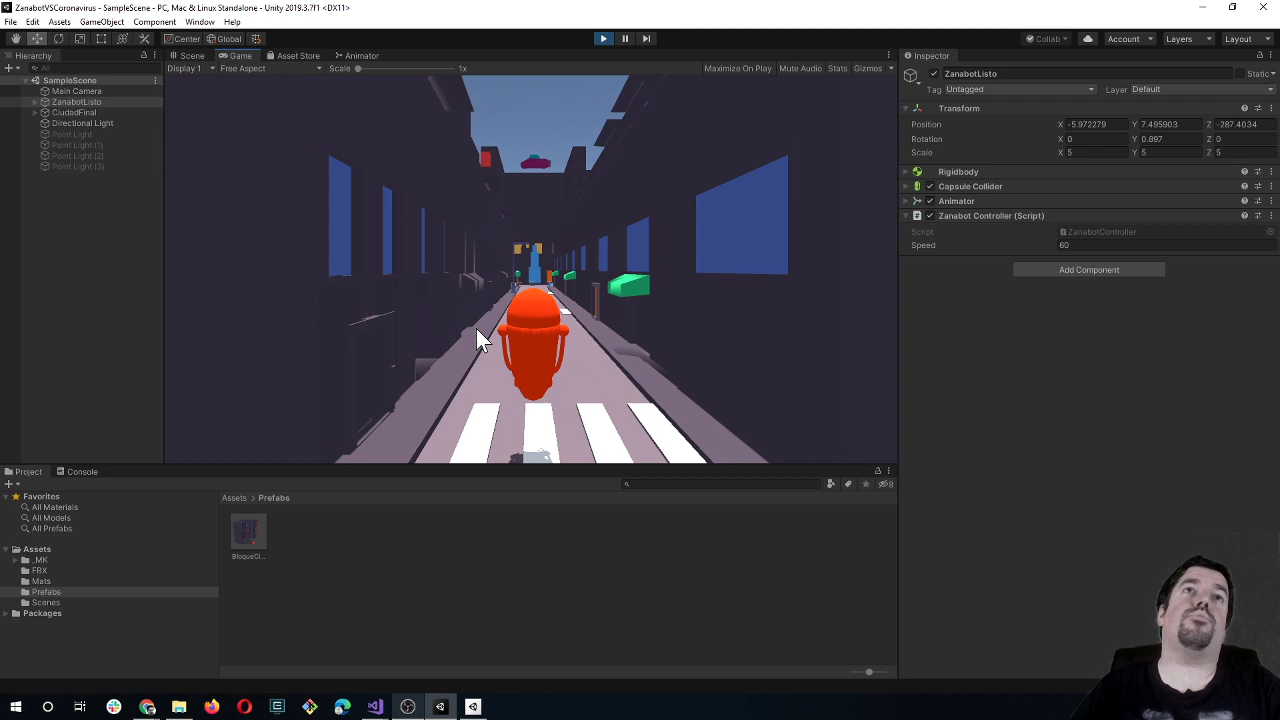 ZanabotVSCoronavirus - SampleScene - PC, Mac & Linux Standalone - Unity 2019.3.7f1 <DX11>
File Edit Assets GameObject Component Window Help
Center Global Collab Account Layers Layout
Hierarchy Scene Game Asset Store Animator Inspector
All Display 1 Free Aspect Scale 1x Maximize On Play Mute Audio Stats Gizmos ZanabotListo Static
SampleScene
Main Camera Tag Untagged Layer Default
ZanabotListo
CiudadFinal Transform
Directional Light Position X -5.972279 Y 7.495903 Z -287.4034
Point Light Rotation X 0 Y 0.897 Z 0
Point Light (1)
Point Light (2) Scale X 5 Y 5 Z 5
Point Light (3)
Rigidbody
Capsule Collider
Animator
Zanabot Controller (Script)
Script ZanabotController
Speed 60
Add Component
Project Console
8
Favorites Assets > Prefabs
All Materials
All Models
All Prefabs
Assets BloqueCi...
_MK
FBX
Mats
Prefabs
Scenes
Packages